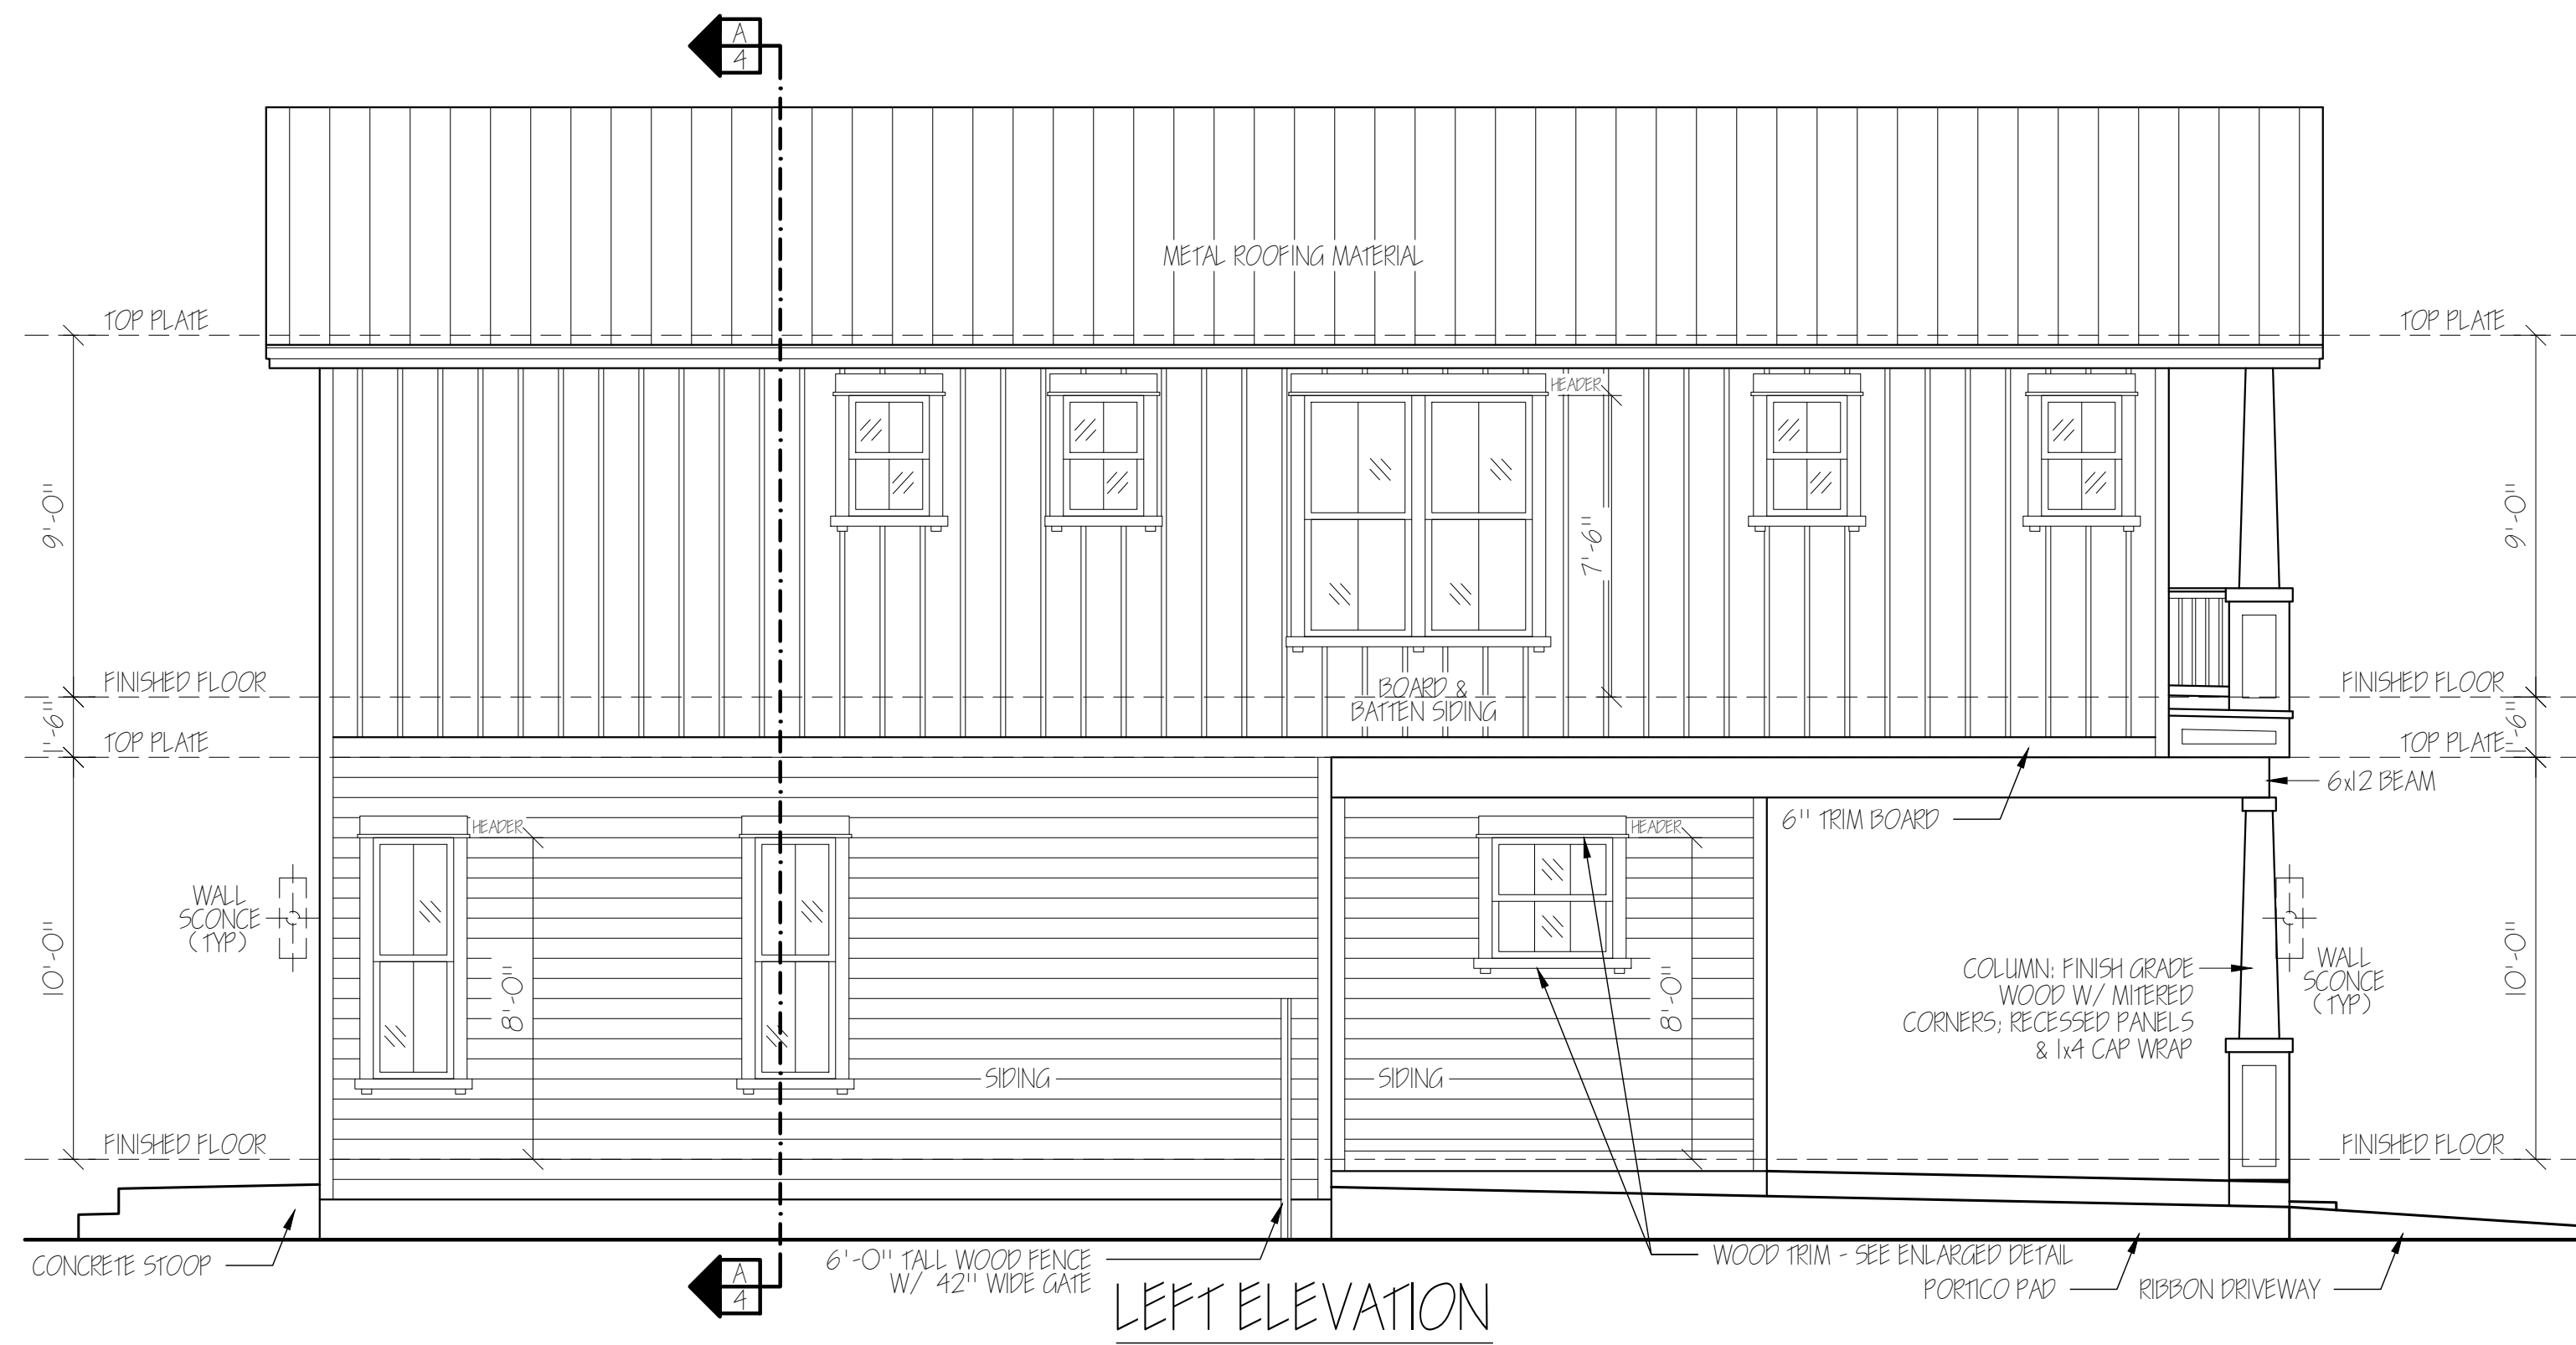 A
4
METAL ROOFING MATERIAL
TOP PLATE
TOP PLATE
HEADER
9'-0"
7'-6"
9'-0"
FINISHED FLOOR
BOARD &
BATTEN SIDING
FINISHED FLOOR
1'-6"
1'-6"
TOP PLATE
TOP PLATE
6x12 BEAM
6" TRIM BOARD
HEADER
HEADER
WALL
SCONCE
(TYP)
10'-0"
8'-0"
8'-0"
COLUMN: FINISH GRADE
WOOD W/ MITERED
CORNERS; RECESSED PANELS
& 1x4 CAP WRAP
WALL
SCONCE
(TYP)
10'-0"
SIDING
SIDING
FINISHED FLOOR
FINISHED FLOOR
CONCRETE STOOP
A
4
6'-0" TALL WOOD FENCE
W/ 42" WIDE GATE
WOOD TRIM - SEE ENLARGED DETAIL
PORTICO PAD
RIBBON DRIVEWAY
LEFT ELEVATION